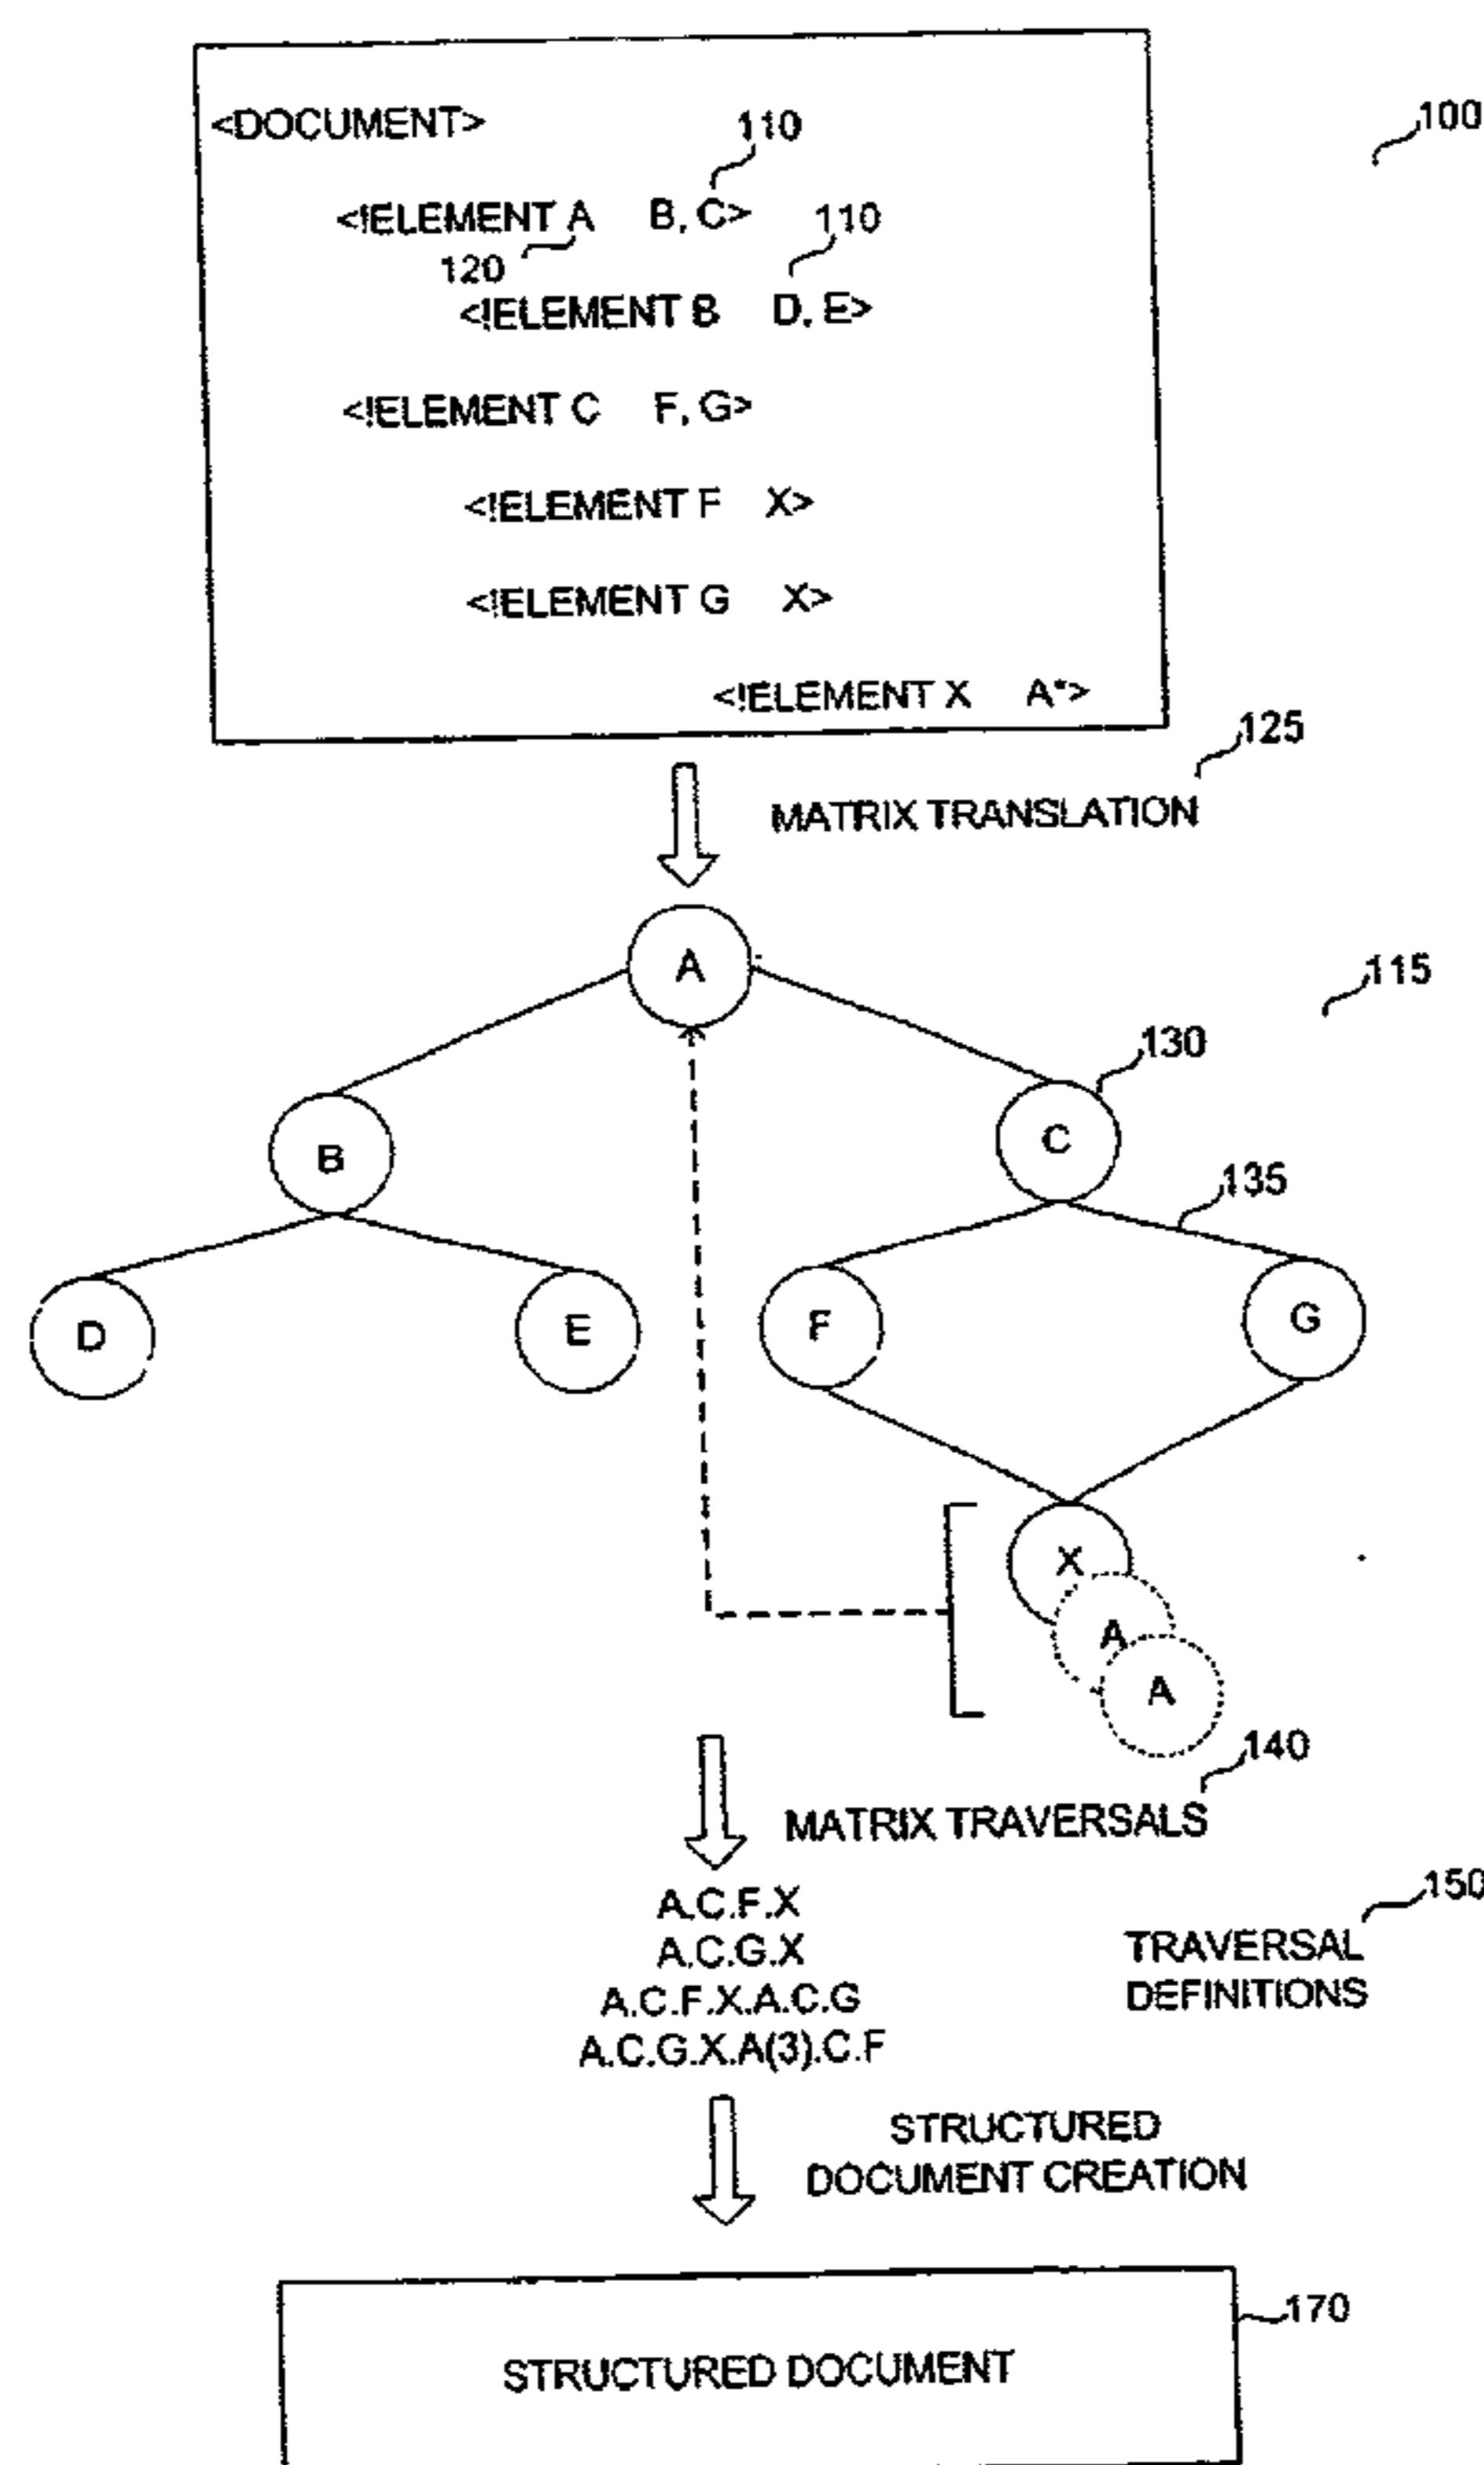 100
<DOCUMENT>
110
<!ELEMENT A B, C>
110
120
<!ELEMENT B D, E>
<!ELEMENT C F, G>
<!ELEMENT F X>
<!ELEMENT G X>
<!ELEMENT X A*>
125
MATRIX TRANSLATION
A
115
130
C
B
135
D
E
F
G
X
A
A
140
MATRIX TRAVERSALS
150
A.C.F.X
A.C.G.X
A.C.F.X.A.C.G
A.C.G.X.A(3).C.F
TRAVERSAL
DEFINITIONS
STRUCTURED
DOCUMENT CREATION
170
STRUCTURED DOCUMENT